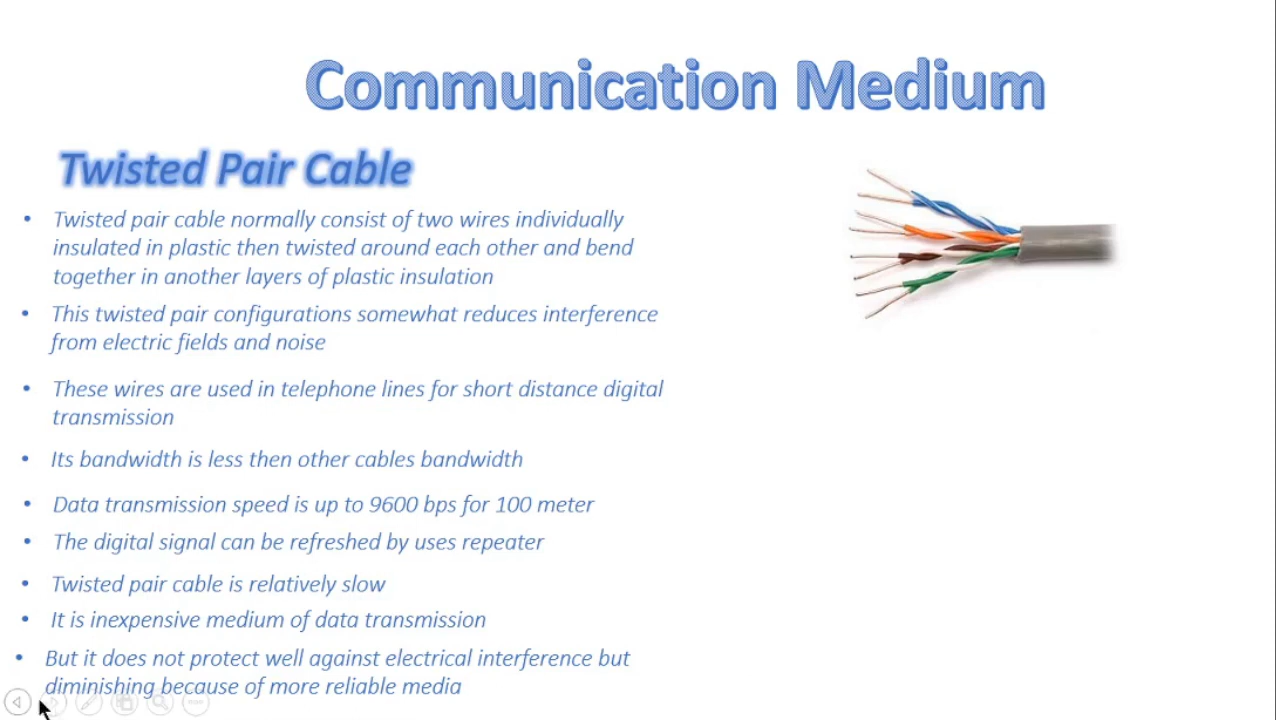 Communication Medium
Twisted Pair Cable
• Twisted pair cable normally consist of two wires individually
insulated in plastic then twisted around each other and bend
together in another layers of plastic insulation
• This twisted pair configurations somewhat reduces interference
from electric fields and noise
• These wires are used in telephone lines for short distance digital
transmission
• Its bandwidth is less then other cables bandwidth
• Data transmission speed is up to 9600 bps for 100 meter
• The digital signal can be refreshed by uses repeater
• Twisted pair cable is relatively slow
• It is inexpensive medium of data transmission
• But it does not protect well against electrical interference but
diminishing because of more reliable media